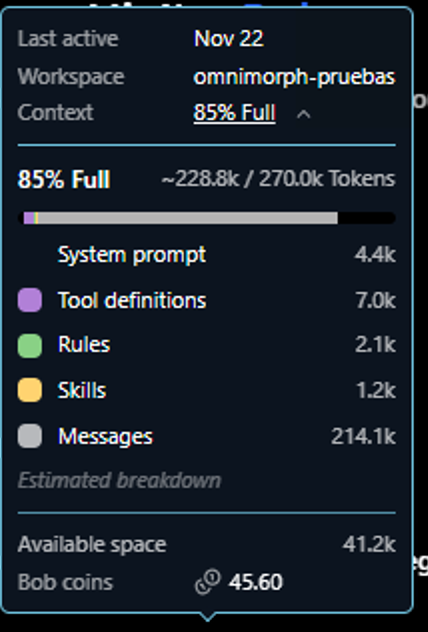 Last active Nov 22
Workspace omnimorph-pruebas
Context 85% Full
85% Full ~228.8k / 270.0k Tokens
System prompt 4.4k
Tool definitions 7.0k
Rules 2.1k
Skills 1.2k
Messages 214.1k
Estimated breakdown
Available space 41.2k
Bob coins 45.60